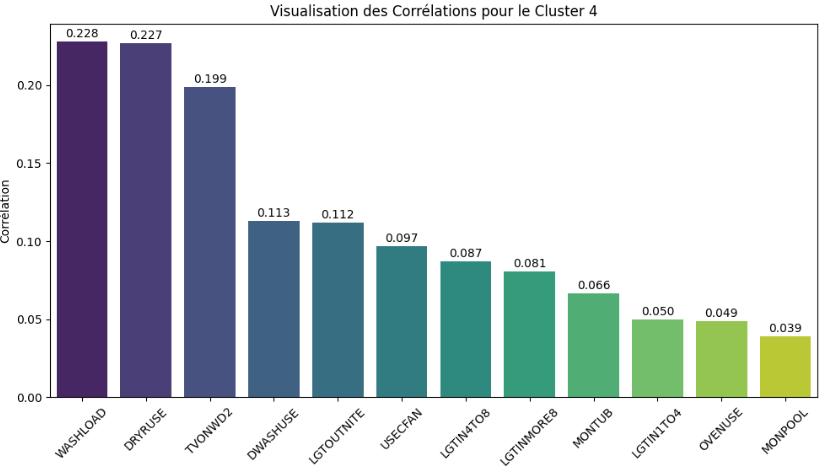 Visualisation des Corrélations pour le Cluster 4
Corrélation
0.20
0.15
0.10
0.05
0.00
0.228
0.227
0.199
0.113
0.112
0.097
0.087
0.081
0.066
0.050
0.049
0.039
WASHLOAD
DRYRUSE
TVONWD2
DWASHUSE
LGTOUTNITE
USECFAN
LGTIN4TO8
LGTINMORE8
MONTUB
LGTIN1TO4
OVENUSE
MONPOOL